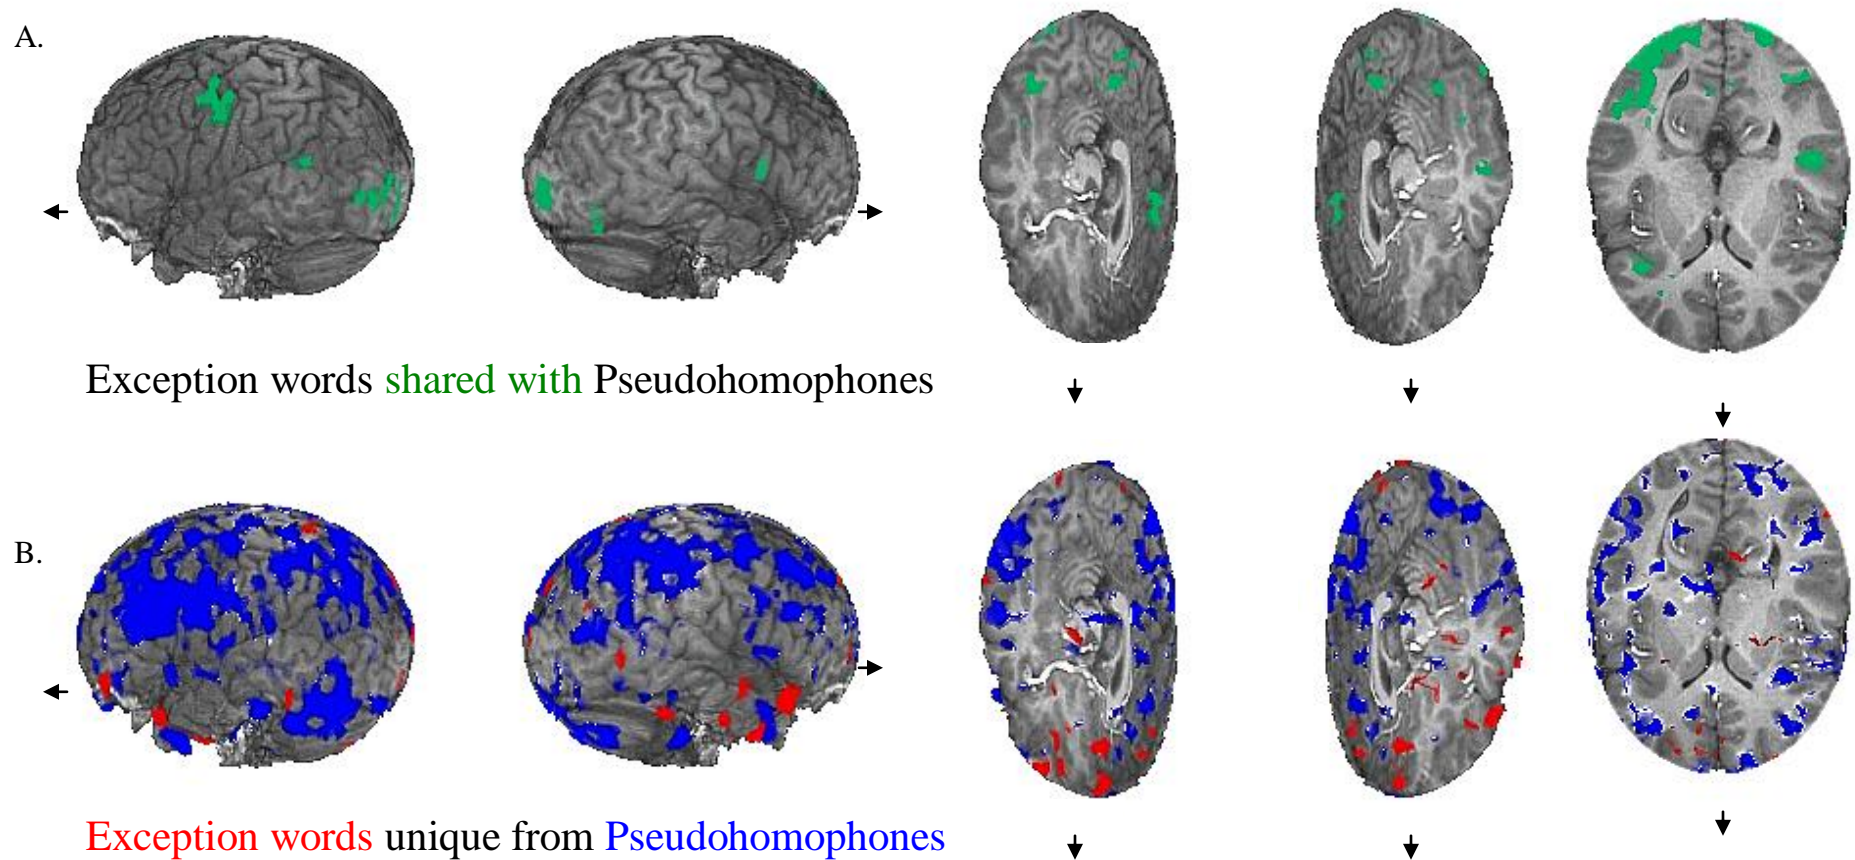 A.
Exception words shared with Pseudohomophones
B.
Exception words unique from Pseudohomophones